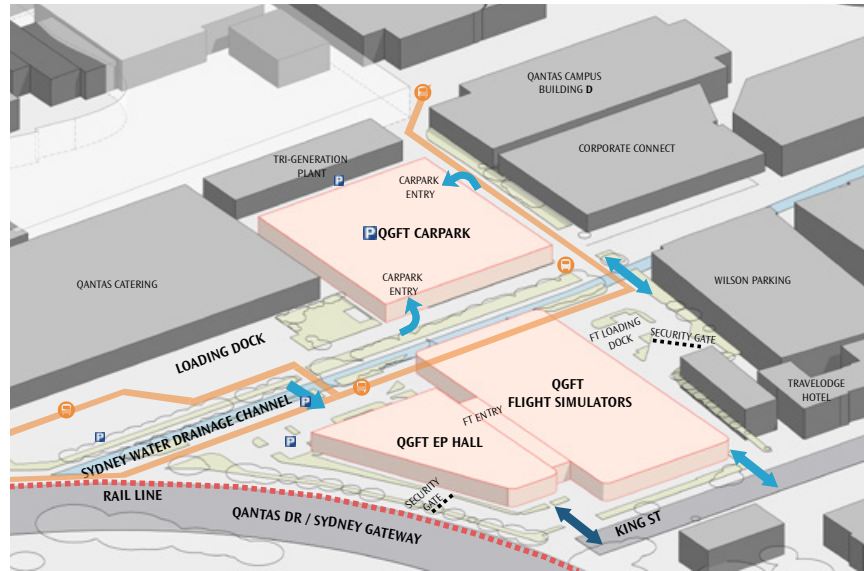 QANTAS CAMPUS
BUILDING D
CORPORATE CONNECT
TRI-GENERATION
PLANT
P
CARPARK
ENTRY
P QGFT CARPARK
QANTAS CATERING
CARPARK
ENTRY
WILSON PARKING
FT LOADING
DOCK
SECURITY GATE
LOADING DOCK
TRAVELODGE
HOTEL
QGFT
FLIGHT SIMULATORS
FT ENTRY
QGFT EP HALL
P
P
P
SYDNEY WATER DRAINAGE CHANNEL
RAIL LINE
SECURITY
GATE
QANTAS DR / SYDNEY GATEWAY
KING ST